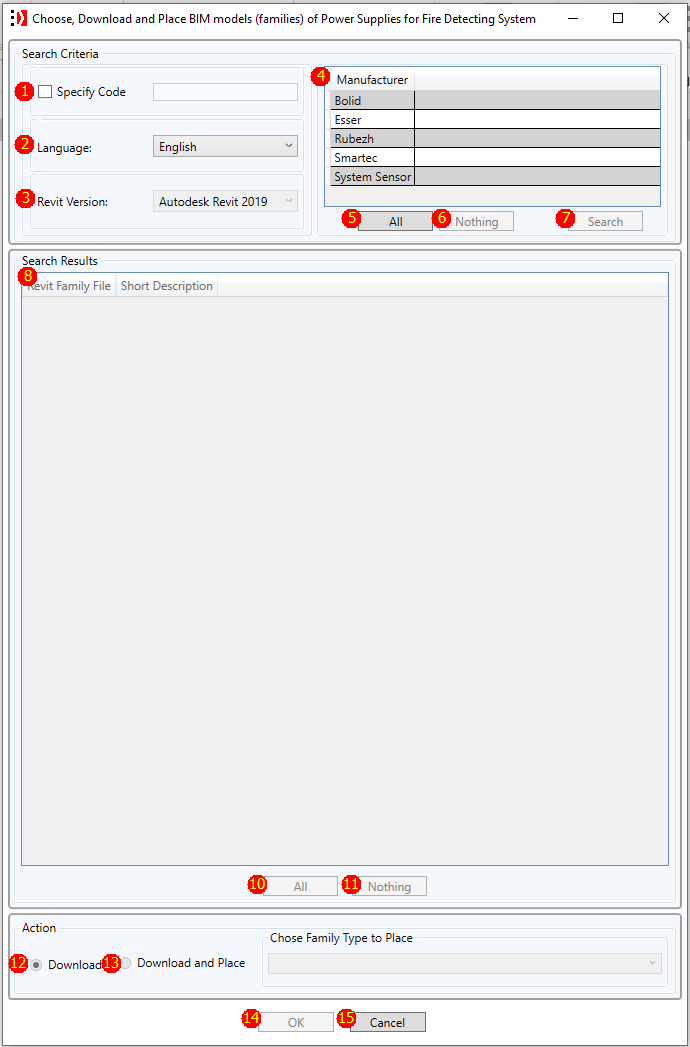 Choose, Download and Place BIM models (families) of Power Supplies for Fire Detecting System
Search Criteria
1 Specify Code
2 Language: English
3 Revit Version: Autodesk Revit 2019
4 Manufacturer
Bolid
Esser
Rubezh
Smartec
System Sensor
5 All 6 Nothing 7 Search
Search Results
8
Revit Family File Short Description
10 All 11 Nothing
Action
Chose Family Type to Place
12 Download 13 Download and Place
14 OK 15 Cancel